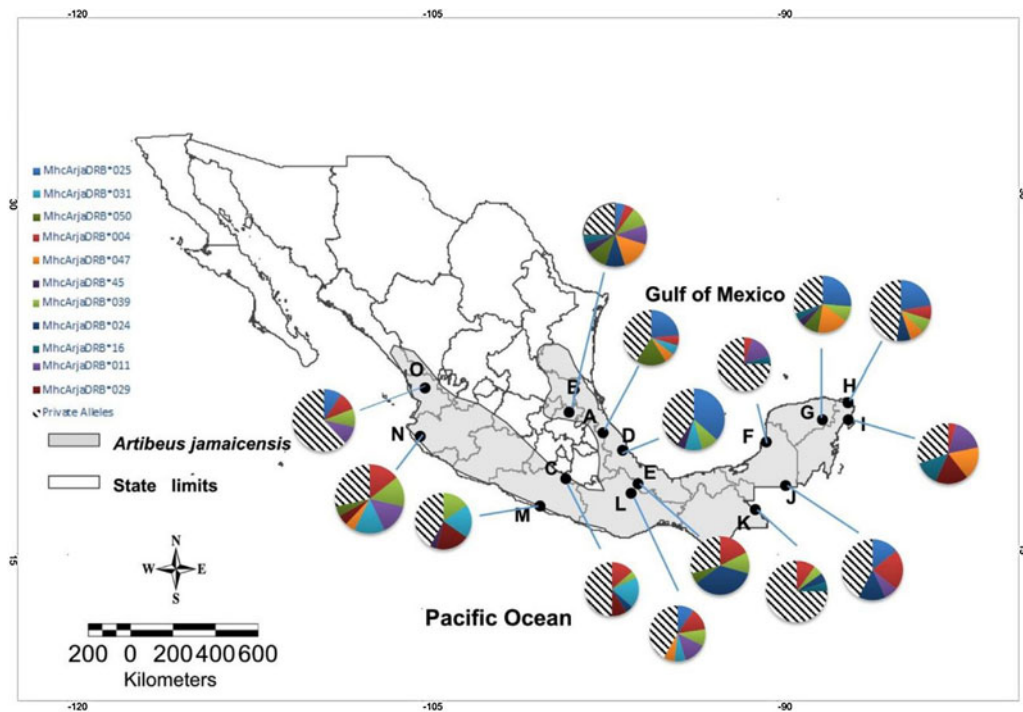 -120
-105
-90
30
30
15
15
MhcArjaDRB*025
MhcArjaDRB*031
MhcArjaDRB*050
MhcArjaDRB*004
MhcArjaDRB*047
MhcArjaDRB*45
MhcArjaDRB*039
MhcArjaDRB*024
MhcArjaDRB*16
MhcArjaDRB*011
MhcArjaDRB*029
Private Alleles
Artibeus jamaicensis
State limits
Gulf of Mexico
Pacific Ocean
O
N
M
C
B
A
D
E
L
F
G
H
I
J
K
N
W E
S
200 0 200 400 600
Kilometers
-120
-105
-90